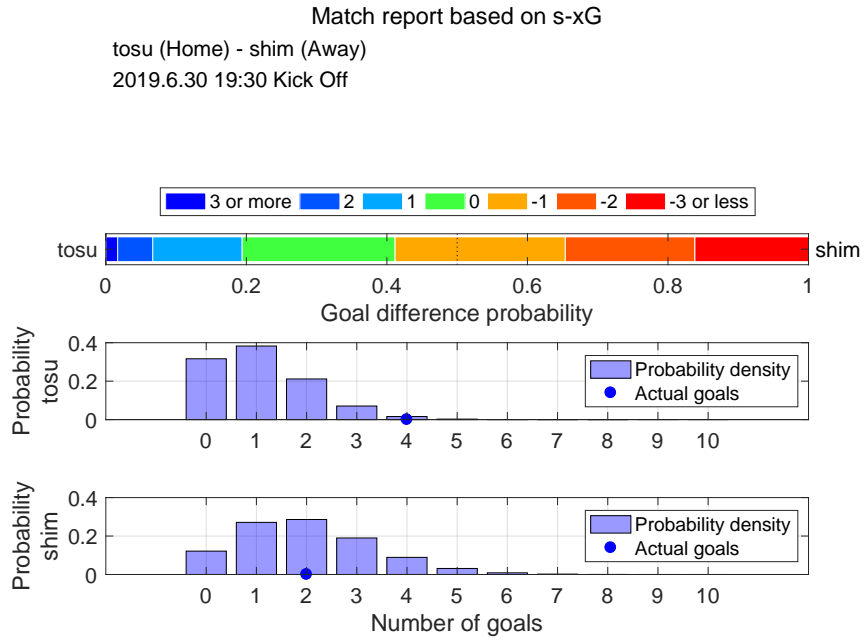 Match report based on s-xG
tosu (Home) - shim (Away)
2019.6.30 19:30 Kick Off
3 or more 2 1 0 -1 -2 -3 or less
tosu shim
0 0.2 0.4 0.6 0.8 1
Goal difference probability
Probability
tosu
0.4
0.2
0
Probability density
Actual goals
0 1 2 3 4 5 6 7 8 9 10
Probability
shim
0.4
0.2
0
Probability density
Actual goals
0 1 2 3 4 5 6 7 8 9 10
Number of goals